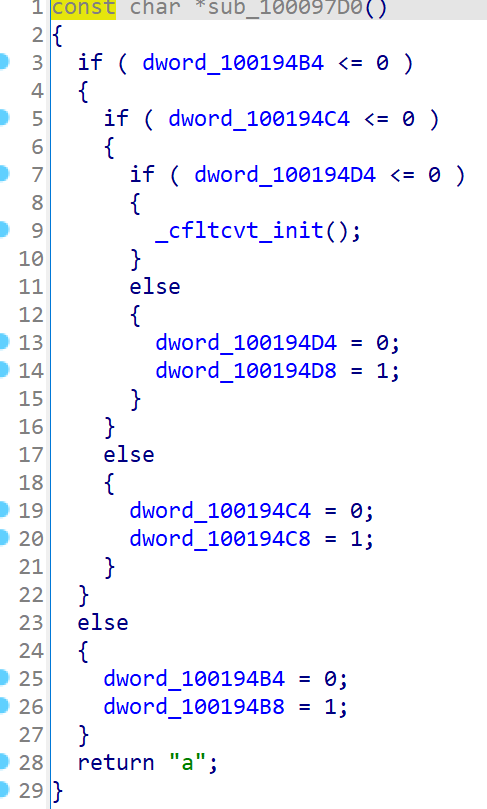 1 const char *sub_100097D0()
2 {
3 if ( dword_100194B4 <= 0 )
4 {
5 if ( dword_100194C4 <= 0 )
6 {
7 if ( dword_100194D4 <= 0 )
8 {
9 _cfltcvt_init();
10 }
11 else
12 {
13 dword_100194D4 = 0;
14 dword_100194D8 = 1;
15 }
16 }
17 else
18 {
19 dword_100194C4 = 0;
20 dword_100194C8 = 1;
21 }
22 }
23 else
24 {
25 dword_100194B4 = 0;
26 dword_100194B8 = 1;
27 }
28 return "a";
29 }